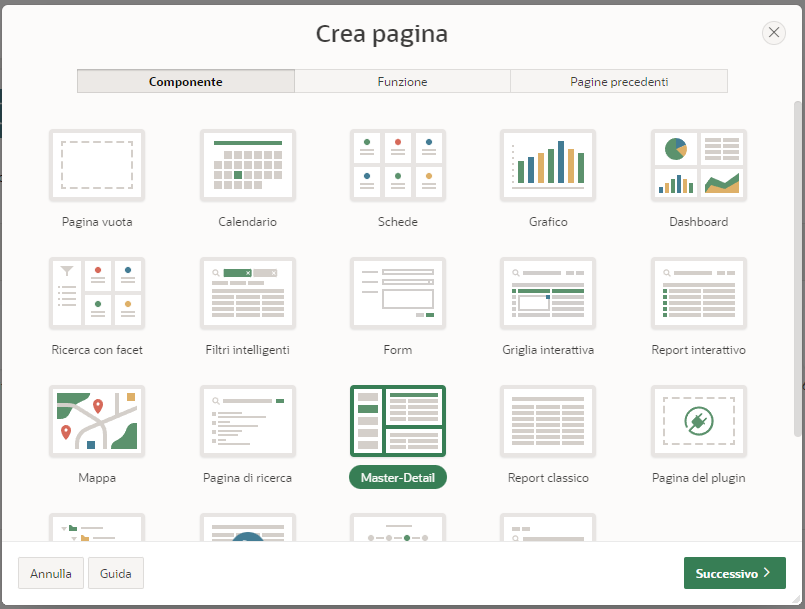 Crea pagina
Componente
Funzione
Pagine precedenti
Pagina vuota
Calendario
Schede
Grafico
Dashboard
Ricerca con facet
Filtri intelligenti
Form
Griglia interattiva
Report interattivo
Mappa
Pagina di ricerca
Master-Detail
Report classico
Pagina del plugin
Annulla
Guida
Successivo